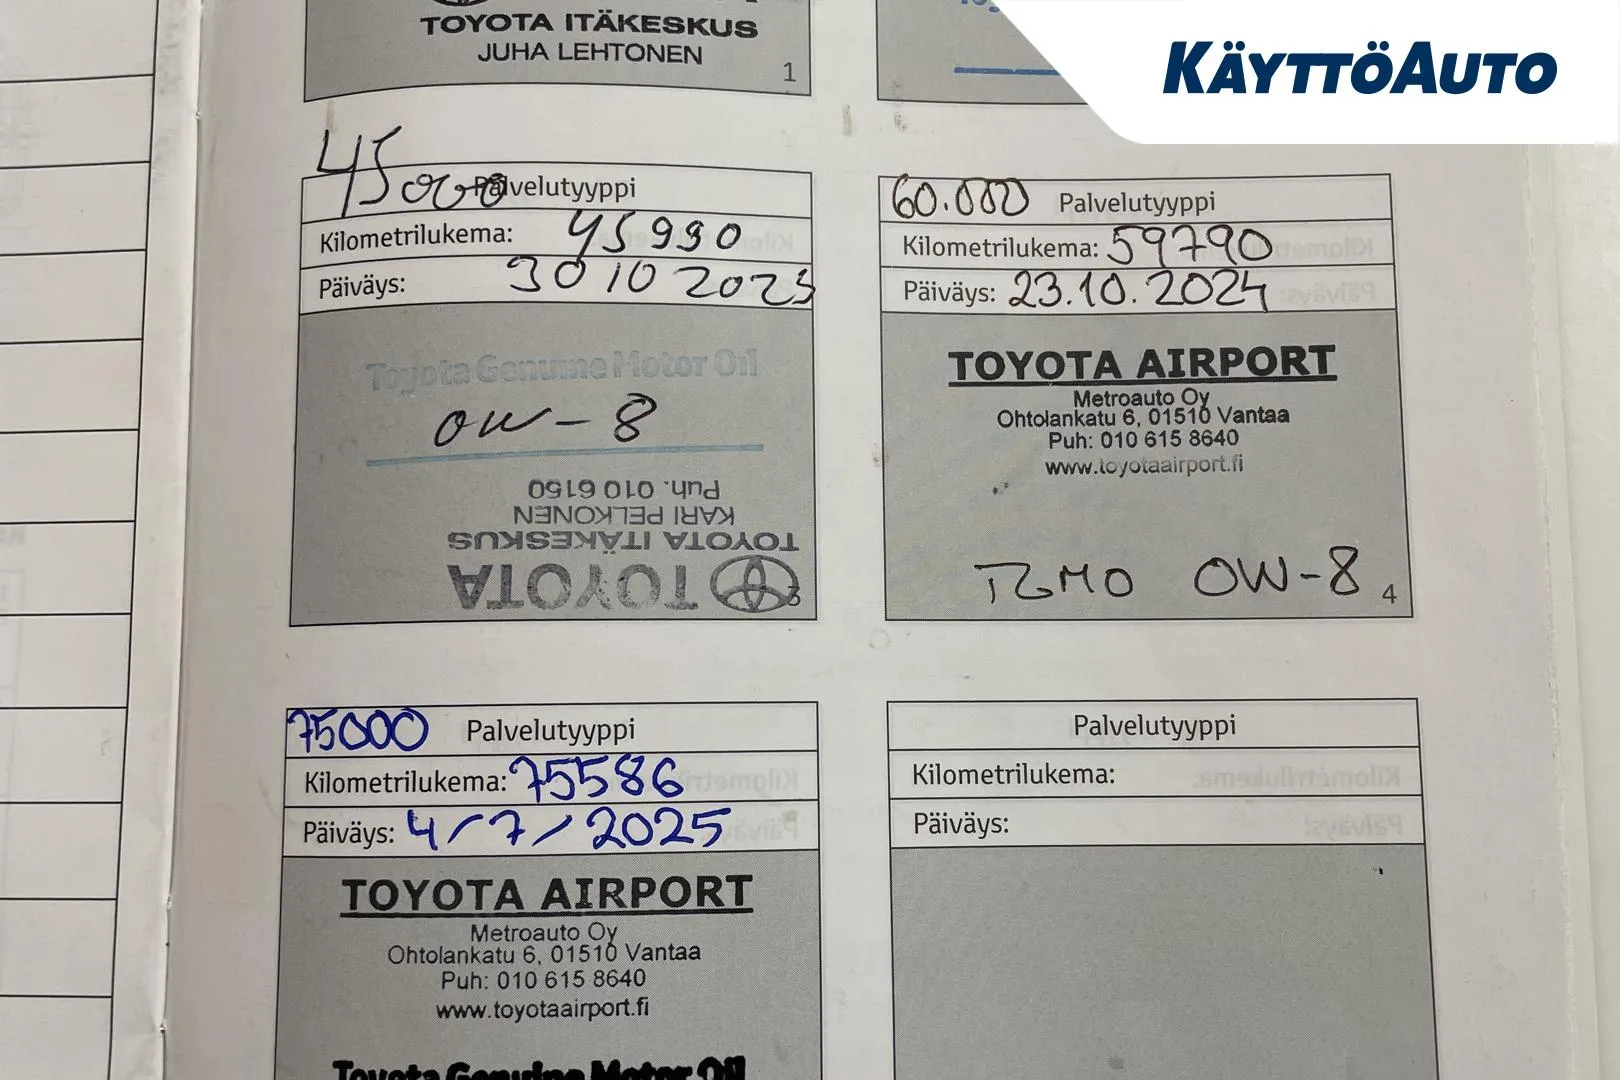 TOYOTA ITÄKESKUS
JUHA LEHTONEN
1
KÄYTTÖAUTO
45000 Palvelutyyppi
Kilometrilukema: 45990
Päiväys: 30 10 2023
Toyota Genuine Motor Oil
0W-8
Puh. 010 6150
KARI PELKONEN
TOYOTA ITÄKESKUS
TOYOTA
3
60.000 Palvelutyyppi
Kilometrilukema: 59790
Päiväys: 23.10.2024
TOYOTA AIRPORT
Metroauto Oy
Ohtolankatu 6, 01510 Vantaa
Puh: 010 615 8640
www.toyotaairport.fi
TGMO 0W-8
4
75000 Palvelutyyppi
Kilometrilukema: 75586
Päiväys: 4/7/2025
TOYOTA AIRPORT
Metroauto Oy
Ohtolankatu 6, 01510 Vantaa
Puh: 010 615 8640
www.toyotaairport.fi
Toyota Genuine Motor Oil
Palvelutyyppi
Kilometrilukema:
Päiväys: